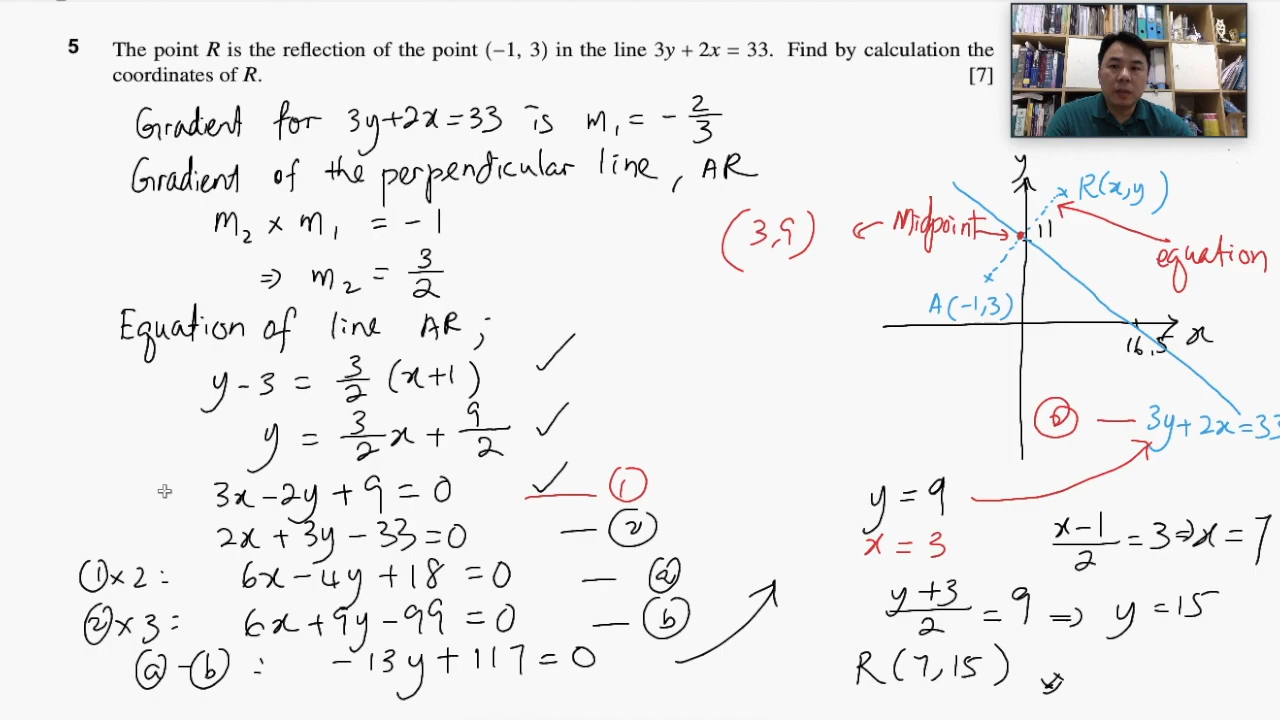 5 The point R is the reflection of the point (−1, 3) in the line 3y + 2x = 33. Find by calculation the
coordinates of R. [7]
Gradient for 3y+2x=33 is m₁ = -2/3
Gradient of the perpendicular line, AR
m₂ × m₁ = -1
⇒ m₂ = 3/2
Equation of line AR;
y-3 = 3/2 (x+1) ✓
y = 3/2 x + 9/2 ✓
3x-2y+9=0 ✓ — ①
2x+3y-33=0 — ②
①×2: 6x-4y+18=0 — ⓐ
②×3: 6x+9y-99=0 — ⓑ
ⓐ-ⓑ: -13y+117=0
y
R(x,y)
(3,9) ← Midpoint → 11
equation
A(-1,3)
16.5 x
② — 3y+2x=33
y=9
x=3
(x-1)/2 = 3 ⇒ x=7
(y+3)/2 = 9 ⇒ y=15
R(7,15)